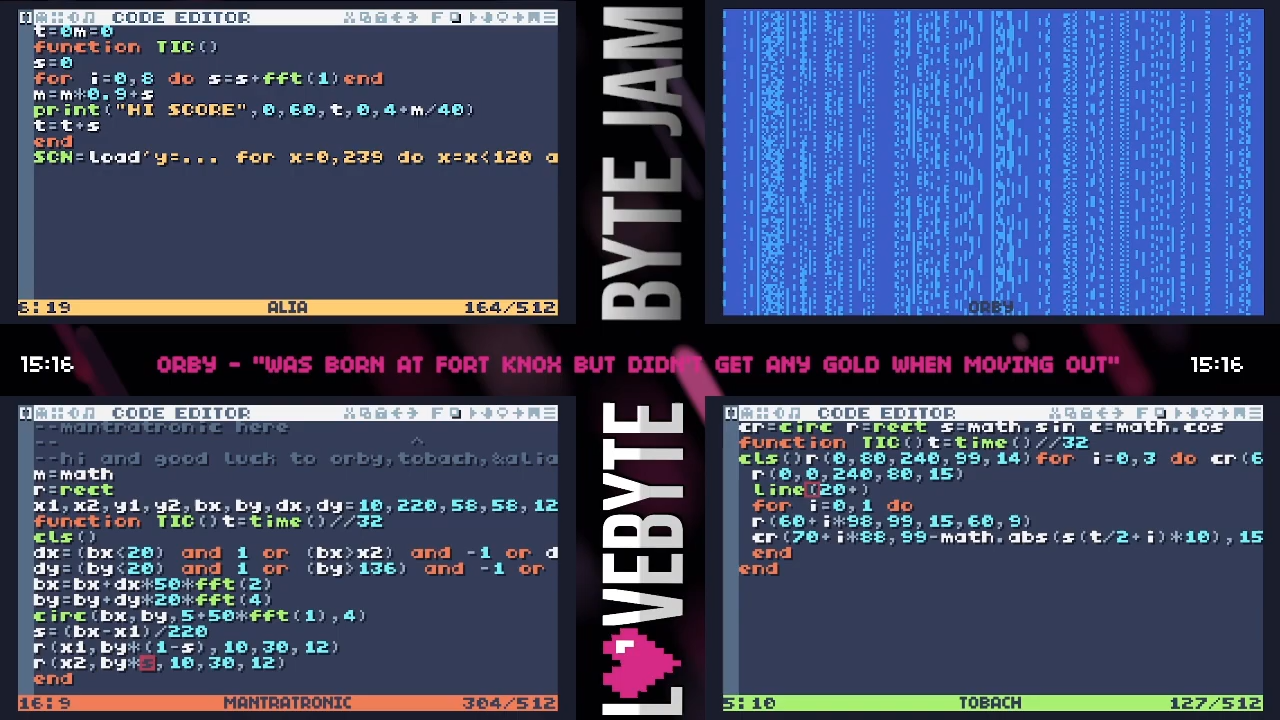 CODE EDITOR
t=0m=0
function TIC()
s=0
for i=0,8 do s=s+fft(1)end
m=m*0.9+s
print("HI SCORE",0,60,t,0,4+m/40)
t=t+s
end
SCN=load'y=... for x=0,239 do x=x<120 a
6:19 ALIA 164/512
BYTE JAM
ORBY
15:16 ORBY - "WAS BORN AT FORT KNOX BUT DIDN'T GET ANY GOLD WHEN MOVING OUT" 15:16
CODE EDITOR
--mantratronic here
-- ^
--hi and good luck to orby,tobach,&alia
m=math
r=rect
x1,x2,y1,y2,bx,by,dx,dy=10,220,58,58,12
function TIC()t=time()//32
cls()
dx=(bx<20) and 1 or (bx>x2) and -1 or d
dy=(by<20) and 1 or (by>136) and -1 or
bx=bx+dx*50*fft(2)
by=by+dy*20*fft(4)
circ(bx,by,5+50*fft(1),4)
s=(bx-x1)/220
r(x1,by*(1-s),10,30,12)
r(x2,by*s,10,30,12)
end
16:9 MANTRATRONIC 304/512
LOVEBYTE
CODE EDITOR
cr=circ r=rect s=math.sin c=math.cos
function TIC()t=time()//32
cls()r(0,80,240,99,14)for i=0,3 do cr(6
r(0,0,240,80,15)
line(20+)
for i=0,1 do
r(60+i*98,99,15,60,9)
cr(70+i*88,99-math.abs(s(t/2+i)*10),15
end
end
5:10 TOBACH 127/512